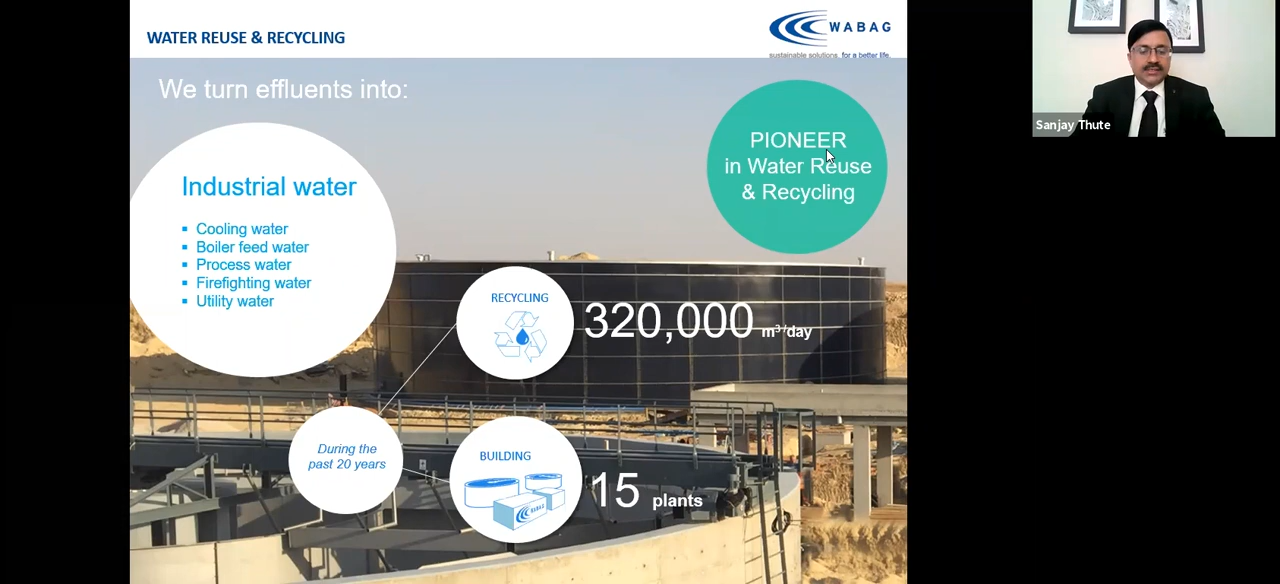 WATER REUSE & RECYCLING
WABAG
sustainable solutions. for a better life.
We turn effluents into:
PIONEER
in Water Reuse
& Recycling
Industrial water
Cooling water
Boiler feed water
Process water
Firefighting water
Utility water
RECYCLING
320,000 m³/day
During the
past 20 years
BUILDING
WABAG
15 plants
Sanjay Thute